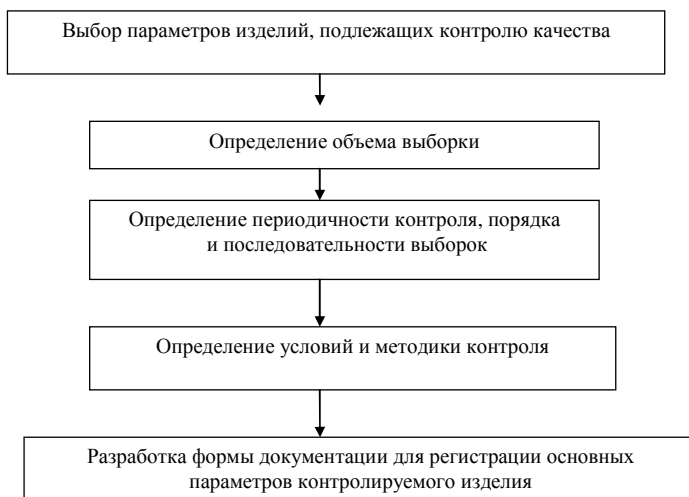 Выбор параметров изделий, подлежащих контролю качества
Определение объема выборки
Определение периодичности контроля, порядка
и последовательности выборок
Определение условий и методики контроля
Разработка формы документации для регистрации основных
параметров контролируемого изделия